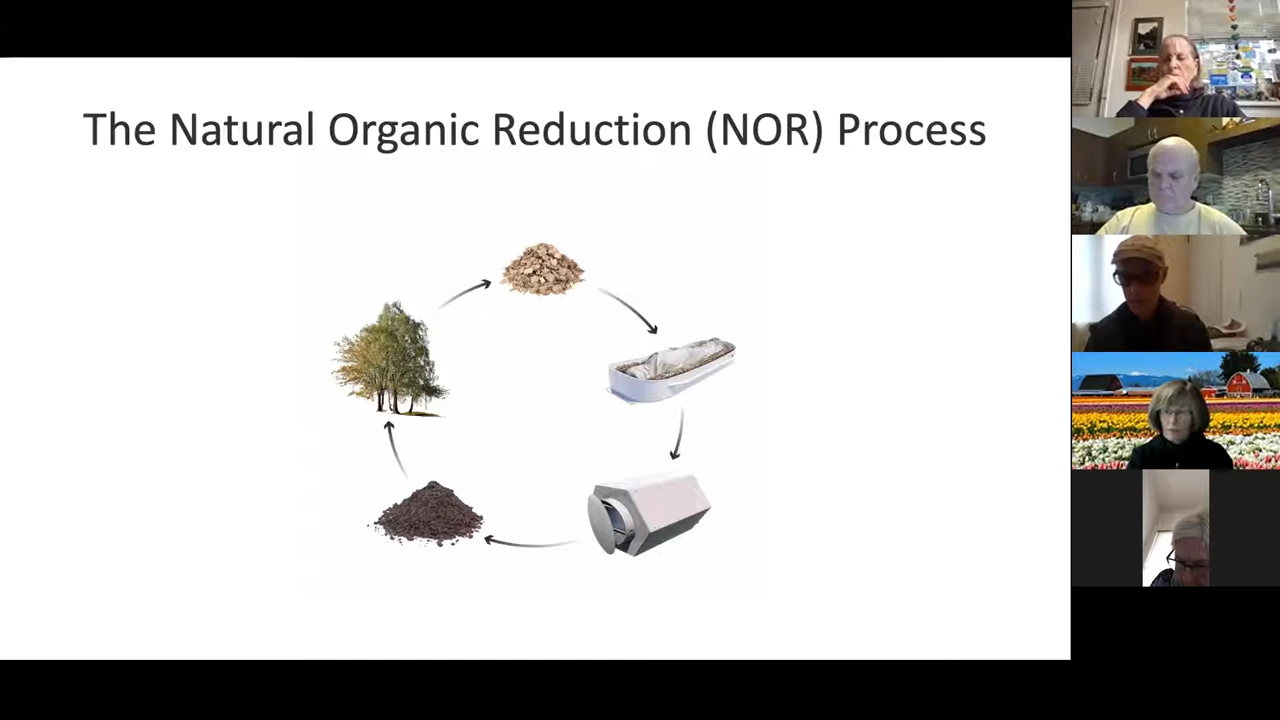 The Natural Organic Reduction (NOR) Process